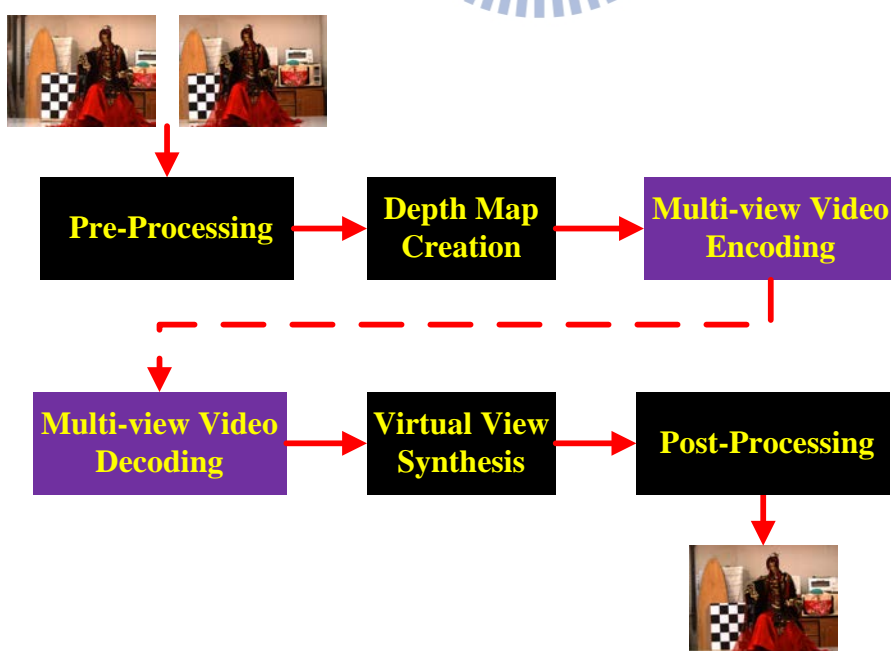 Pre-Processing
Depth Map
Creation
Multi-view Video
Encoding
Multi-view Video
Decoding
Virtual View
Synthesis
Post-Processing